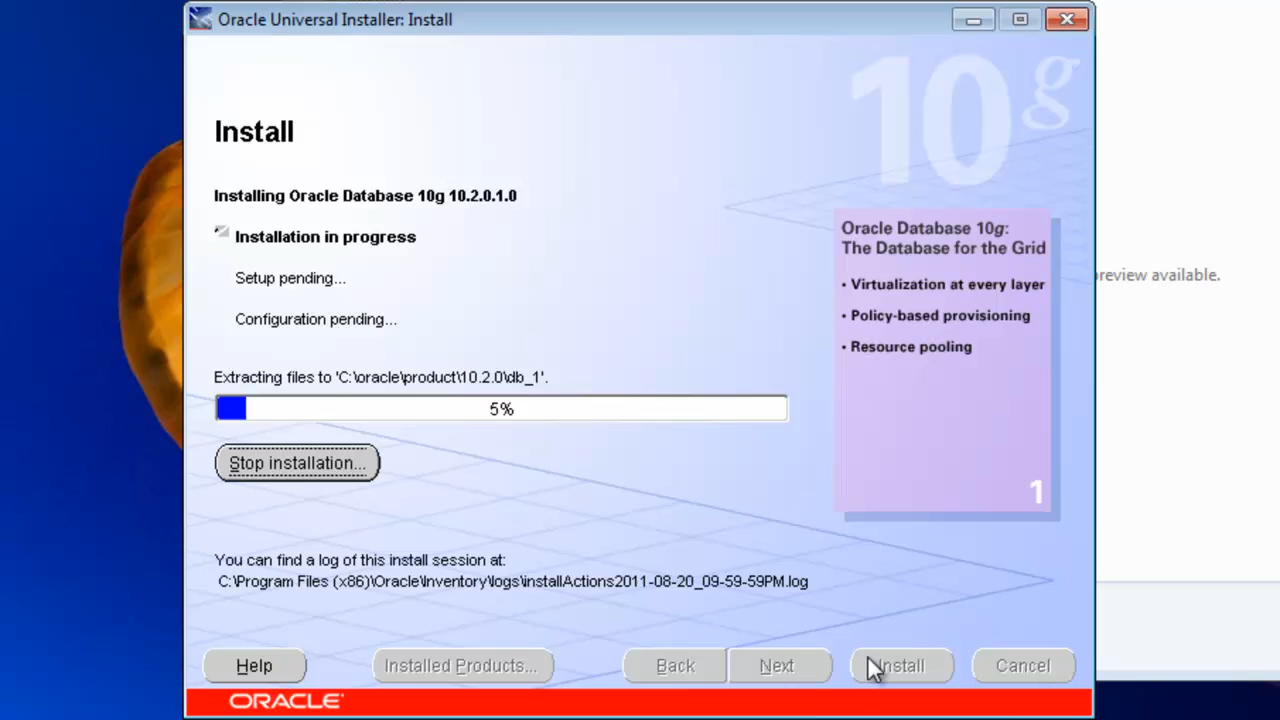 Oracle Universal Installer: Install
10g
Install
Installing Oracle Database 10g 10.2.0.1.0
Installation in progress
Setup pending...
Configuration pending...
Extracting files to 'C:\oracle\product\10.2.0\db_1'.
5%
Stop installation...
Oracle Database 10g:
The Database for the Grid
• Virtualization at every layer
• Policy-based provisioning
• Resource pooling
1
review available.
You can find a log of this install session at:
C:\Program Files (x86)\Oracle\Inventory\logs\installActions2011-08-20_09-59-59PM.log
Help
Installed Products...
Back
Next
Install
Cancel
ORACLE